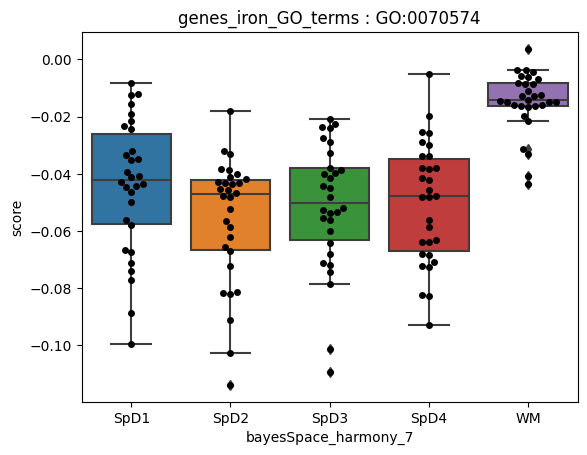 genes_iron_GO_terms : GO:0070574
0.00
−0.02
−0.04
−0.06
−0.08
−0.10
score
SpD1 SpD2 SpD3 SpD4 WM
bayesSpace_harmony_7